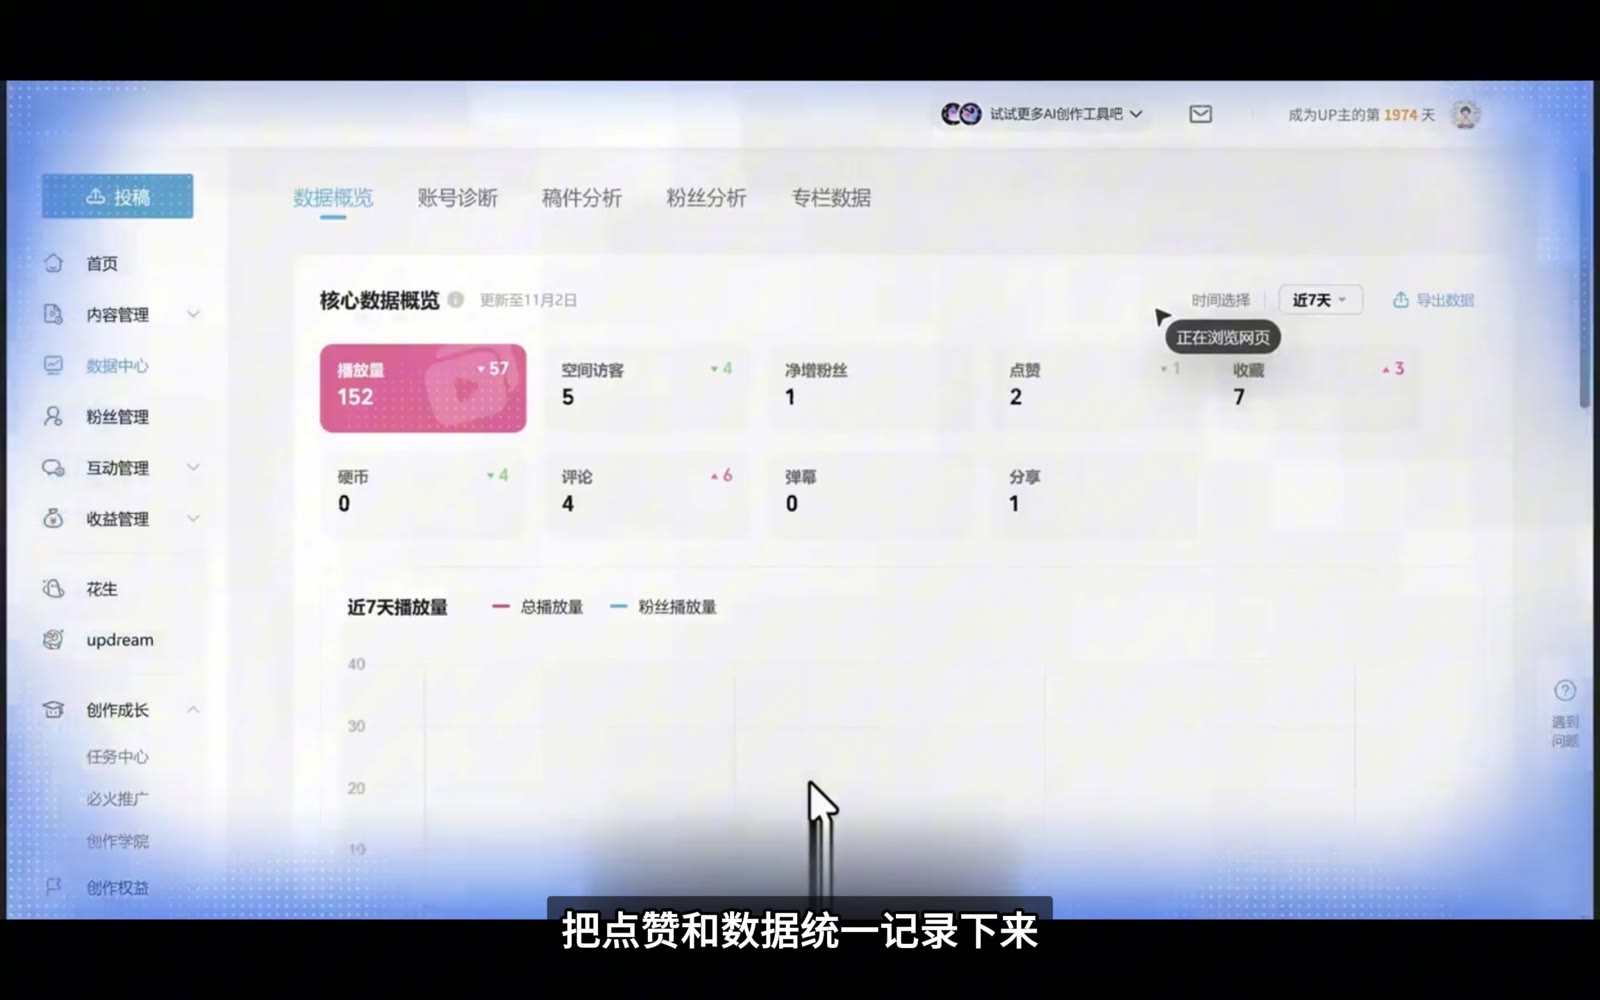 试试更多AI创作工具吧
成为UP主的第 1974 天
投稿
数据概览 账号诊断 稿件分析 粉丝分析 专栏数据
首页
内容管理
数据中心
粉丝管理
互动管理
收益管理
花生
updream
创作成长
任务中心
必火推广
创作学院
创作权益
核心数据概览 更新至11月2日
时间选择 近7天 导出数据
正在浏览网页
播放量 57
152
空间访客 4
5
净增粉丝
1
点赞 1
2
收藏 3
7
硬币 4
0
评论 6
4
弹幕
0
分享
1
近7天播放量 总播放量 粉丝播放量
40
30
20
10
遇到
问题
把点赞和数据统一记录下来